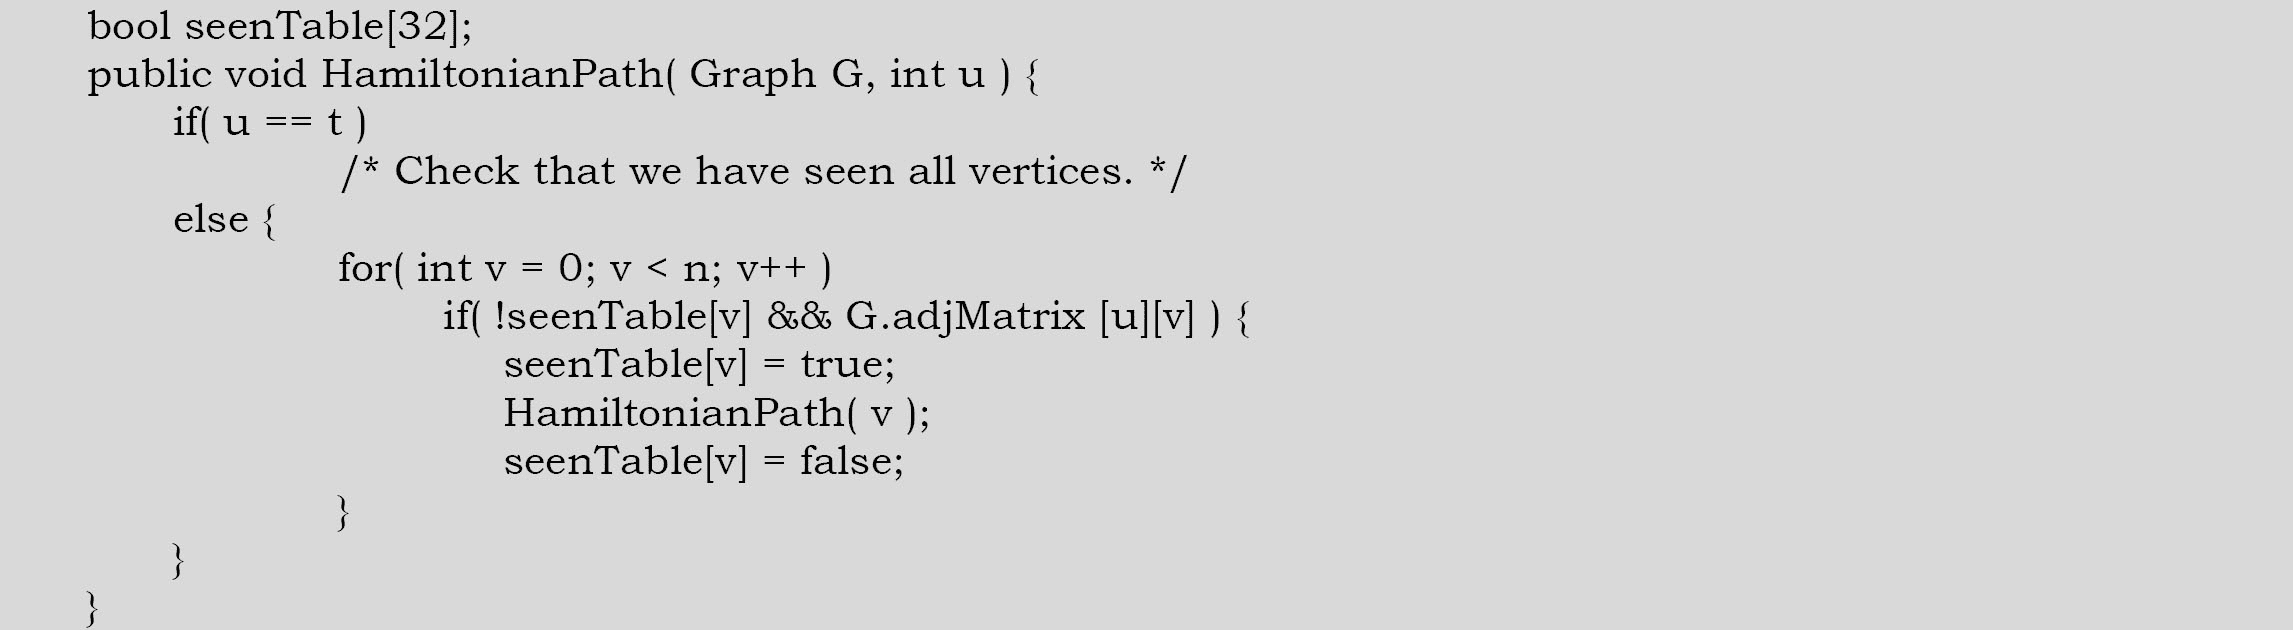 bool seenTable[32];
public void HamiltonianPath( Graph G, int u ) {
if( u == t )
/* Check that we have seen all vertices. */
else {
for( int v = 0; v < n; v++ )
if( !seenTable[v] && G.adjMatrix [u][v] ) {
seenTable[v] = true;
HamiltonianPath( v );
seenTable[v] = false;
}
}
}